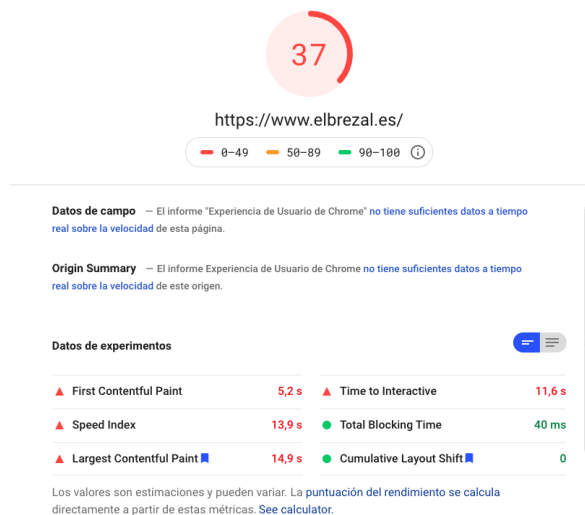 37
https://www.elbrezal.es/
0–49 50–89 90–100
Datos de campo — El informe "Experiencia de Usuario de Chrome" no tiene suficientes datos a tiempo
real sobre la velocidad de esta página.
Origin Summary — El informe Experiencia de Usuario de Chrome no tiene suficientes datos a tiempo
real sobre la velocidad de este origen.
Datos de experimentos
First Contentful Paint 5,2 s
Time to Interactive 11,6 s
Speed Index 13,9 s
Total Blocking Time 40 ms
Largest Contentful Paint 14,9 s
Cumulative Layout Shift 0
Los valores son estimaciones y pueden variar. La puntuación del rendimiento se calcula
directamente a partir de estas métricas. See calculator.